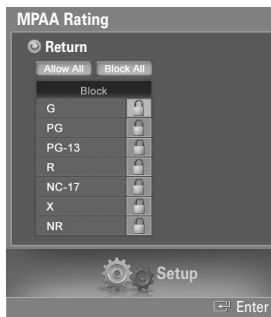 MPAA Rating
Return
Allow All Block All
Block
G
PG
PG-13
R
NC-17
X
NR
Setup
Enter